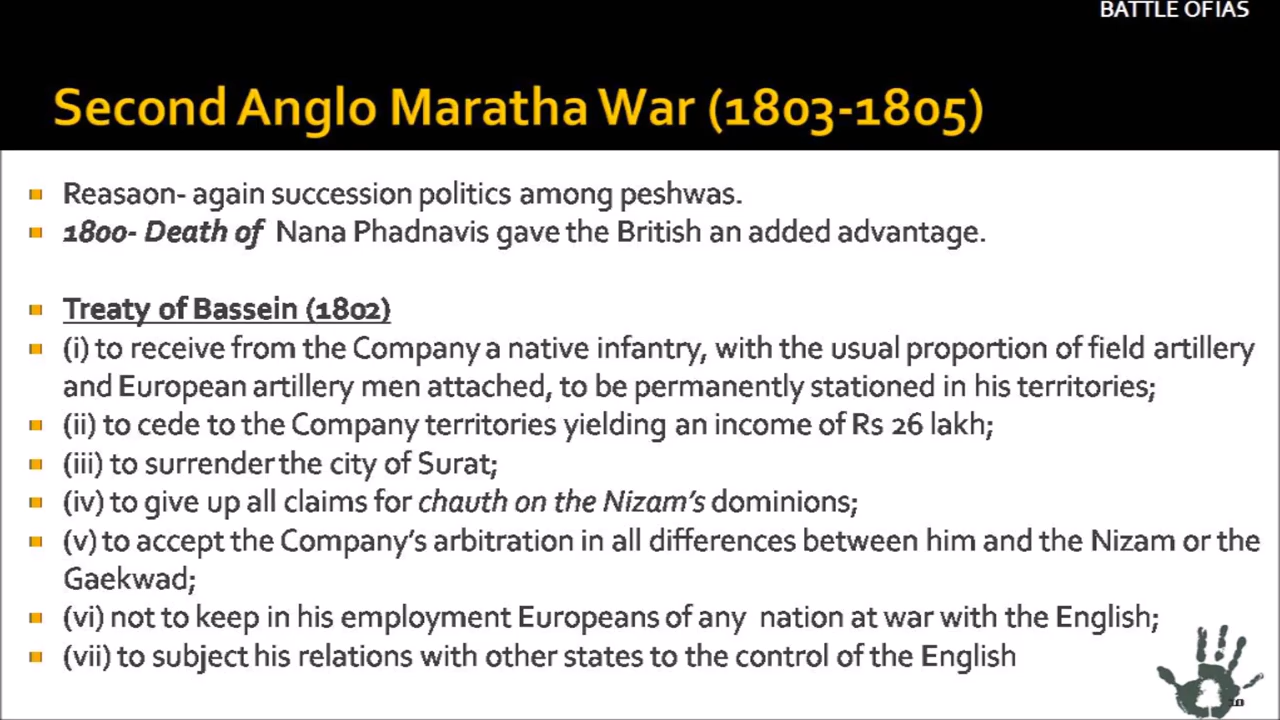 BATTLE OF IAS
Second Anglo Maratha War (1803-1805)
Reasaon- again succession politics among peshwas.
1800- Death of Nana Phadnavis gave the British an added advantage.
Treaty of Bassein (1802)
(i) to receive from the Company a native infantry, with the usual proportion of field artillery
and European artillery men attached, to be permanently stationed in his territories;
(ii) to cede to the Company territories yielding an income of Rs 26 lakh;
(iii) to surrender the city of Surat;
(iv) to give up all claims for chauth on the Nizam's dominions;
(v) to accept the Company's arbitration in all differences between him and the Nizam or the
Gaekwad;
(vi) not to keep in his employment Europeans of any nation at war with the English;
(vii) to subject his relations with other states to the control of the English
10